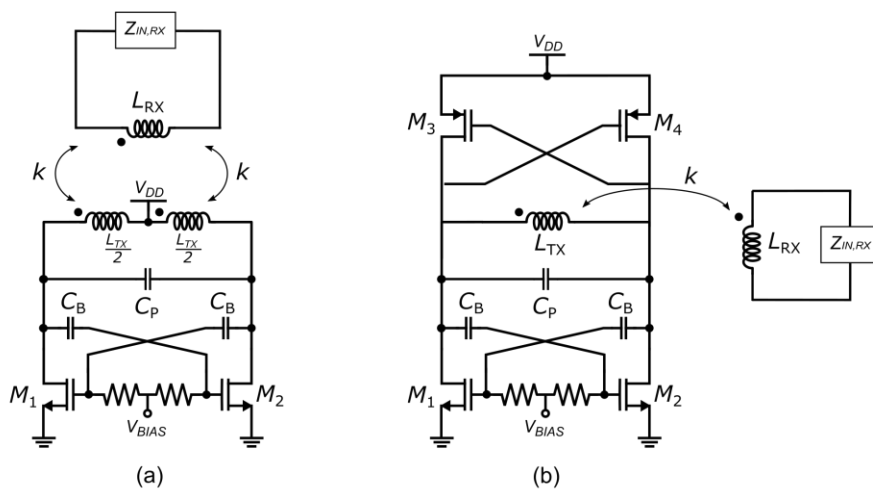 Z_IN,RX
L_RX
k
k
V_DD
L_TX/2
L_TX/2
C_B
C_P
C_B
M_1
M_2
V_BIAS
(a)
V_DD
M_3
M_4
k
L_TX
L_RX
Z_IN,RX
C_B
C_P
C_B
M_1
M_2
V_BIAS
(b)